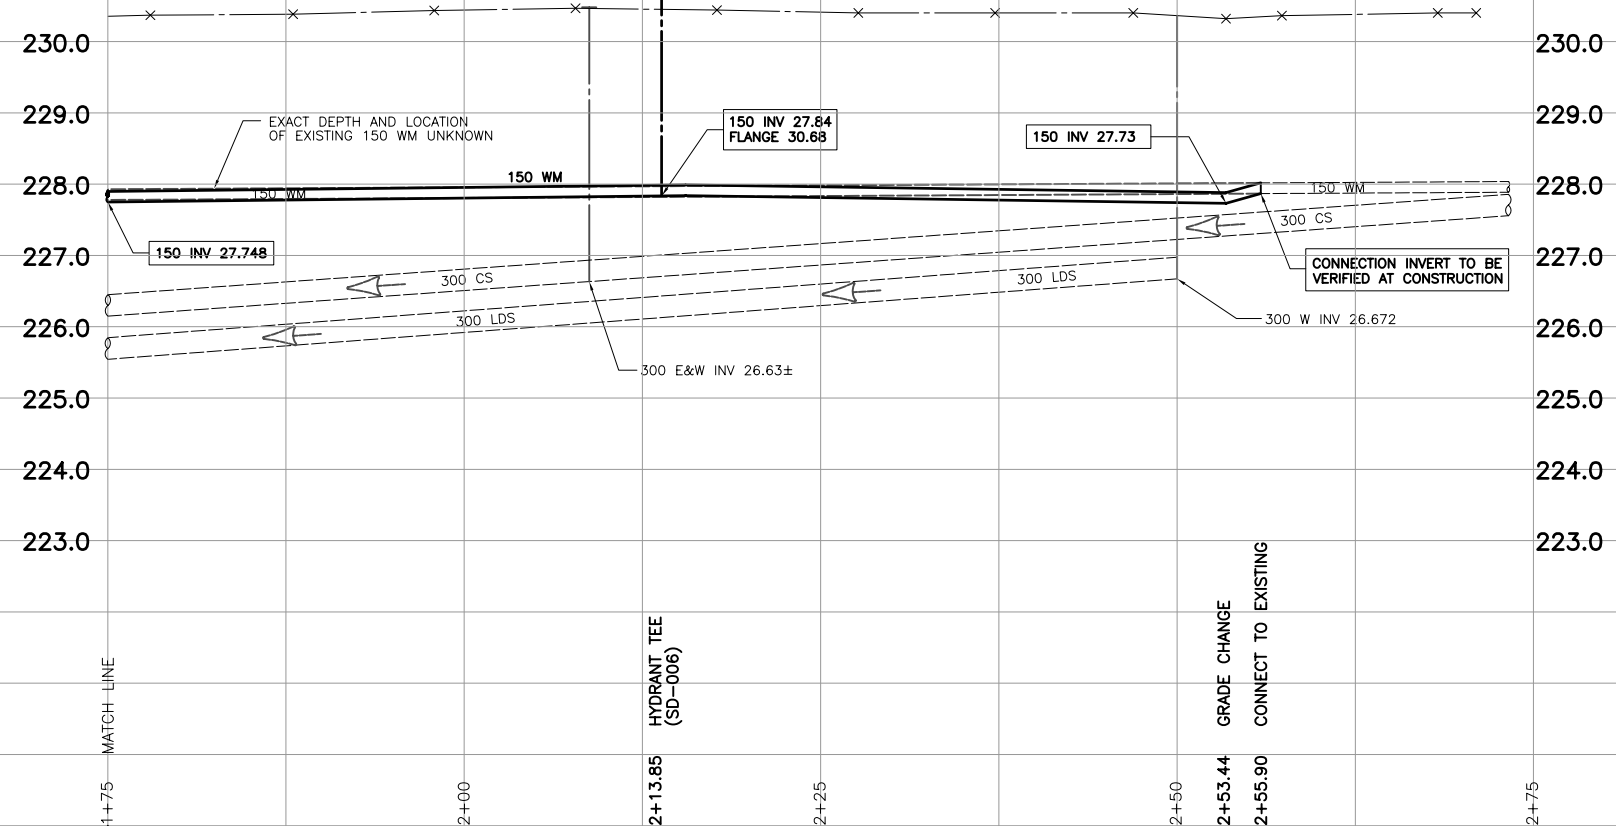 230.0
230.0
229.0
229.0
228.0
228.0
227.0
227.0
226.0
226.0
225.0
225.0
224.0
224.0
223.0
223.0
EXACT DEPTH AND LOCATION
OF EXISTING 150 WM UNKNOWN
150 WM
150 WM
150 INV 27.84
FLANGE 30.68
150 INV 27.73
150 WM
300 CS
150 INV 27.748
CONNECTION INVERT TO BE
VERIFIED AT CONSTRUCTION
300 CS
300 LDS
300 LDS
300 W INV 26.672
300 E&W INV 26.63±
MATCH LINE
HYDRANT TEE
(SD-006)
GRADE CHANGE
CONNECT TO EXISTING
1+75
2+00
2+13.85
2+25
2+50
2+53.44
2+55.90
2+75